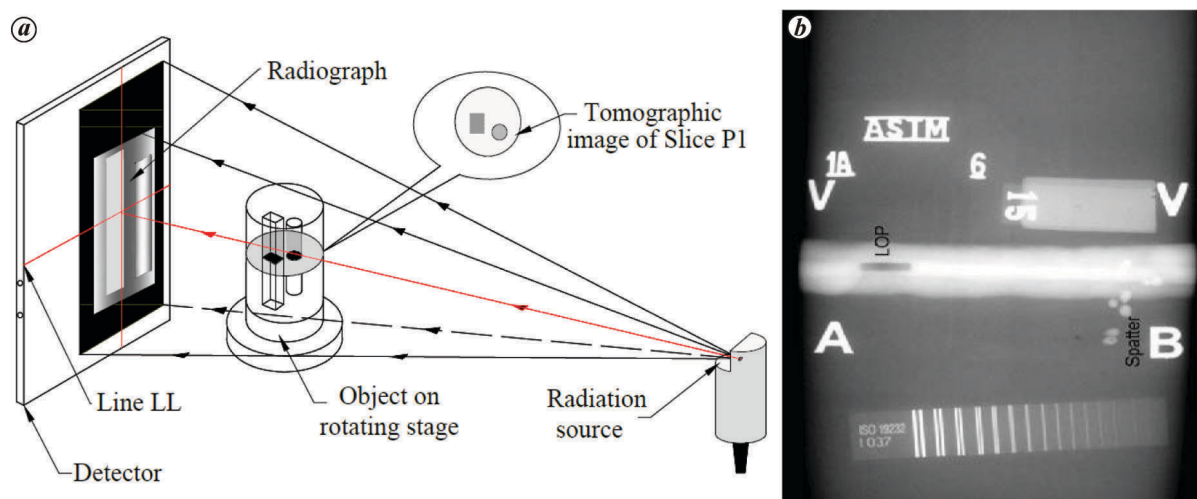 a
Radiograph
Tomographic
image of Slice P1
Line LL
Detector
Object on
rotating stage
Radiation
source
b
ASTM
1A
6
V
15
V
LOP
A
Spatter
B
ISO 19232
1037